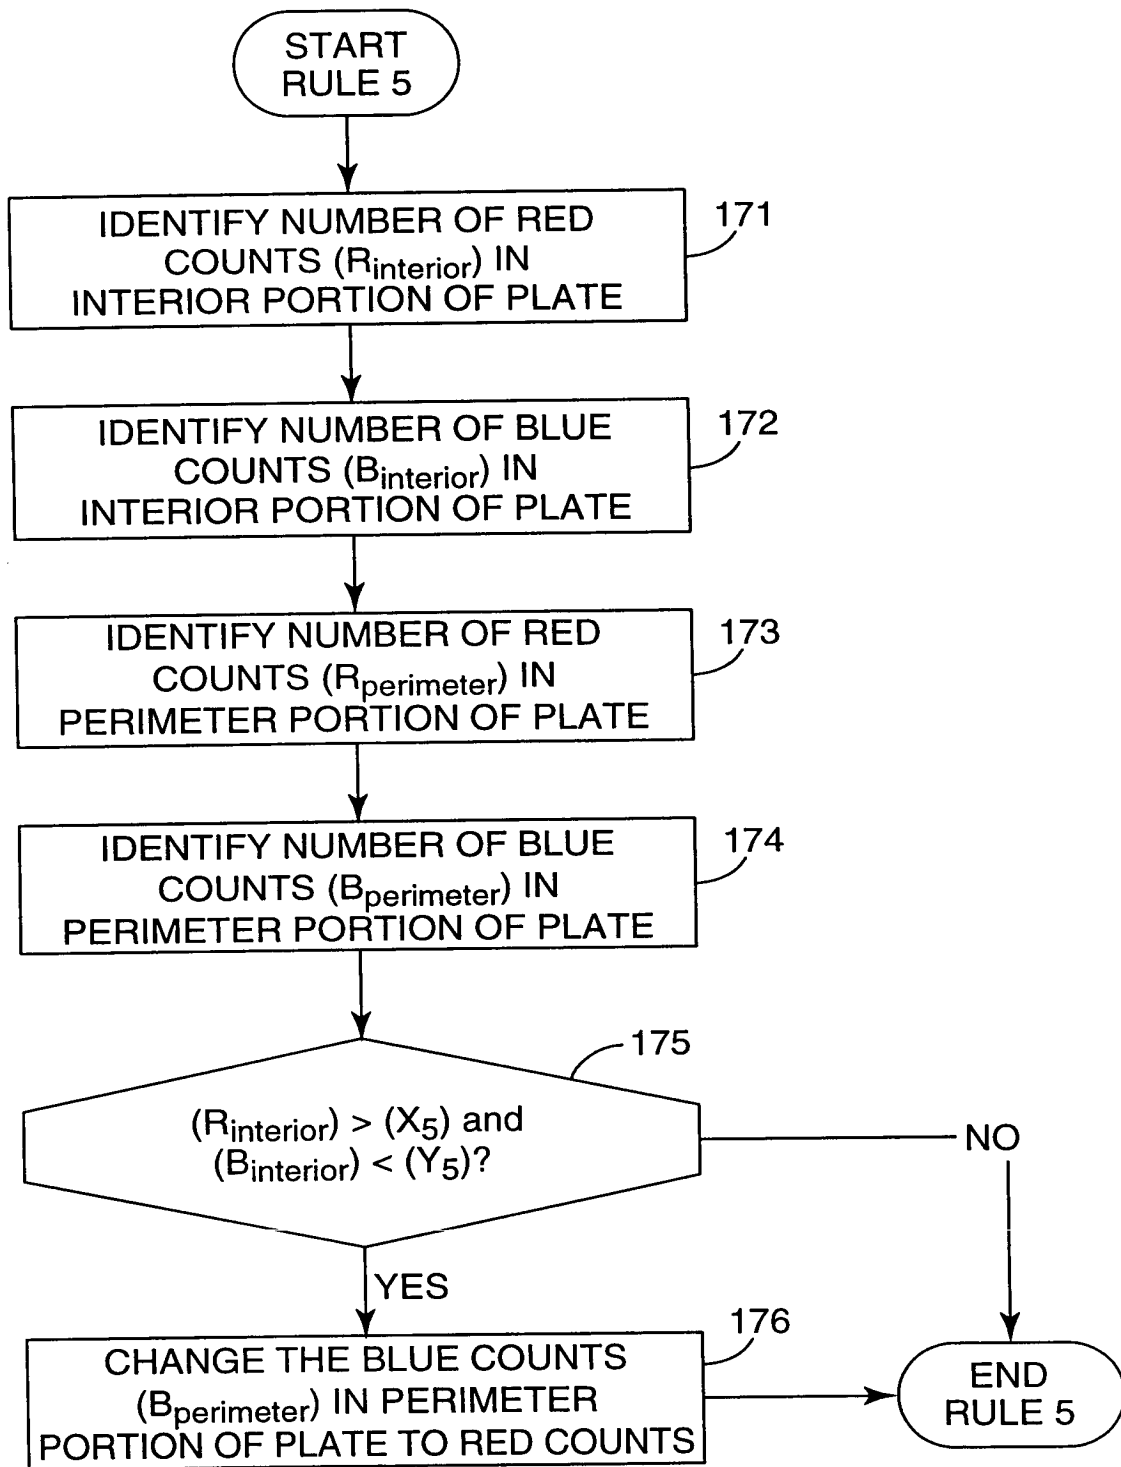 START
RULE 5
IDENTIFY NUMBER OF RED
COUNTS (Rinterior) IN
INTERIOR PORTION OF PLATE
171
IDENTIFY NUMBER OF BLUE
COUNTS (Binterior) IN
INTERIOR PORTION OF PLATE
172
IDENTIFY NUMBER OF RED
COUNTS (Rperimeter) IN
PERIMETER PORTION OF PLATE
173
IDENTIFY NUMBER OF BLUE
COUNTS (Bperimeter) IN
PERIMETER PORTION OF PLATE
174
175
(Rinterior) > (X5) and
(Binterior) < (Y5)?
NO
YES
176
CHANGE THE BLUE COUNTS
(Bperimeter) IN PERIMETER
PORTION OF PLATE TO RED COUNTS
END
RULE 5